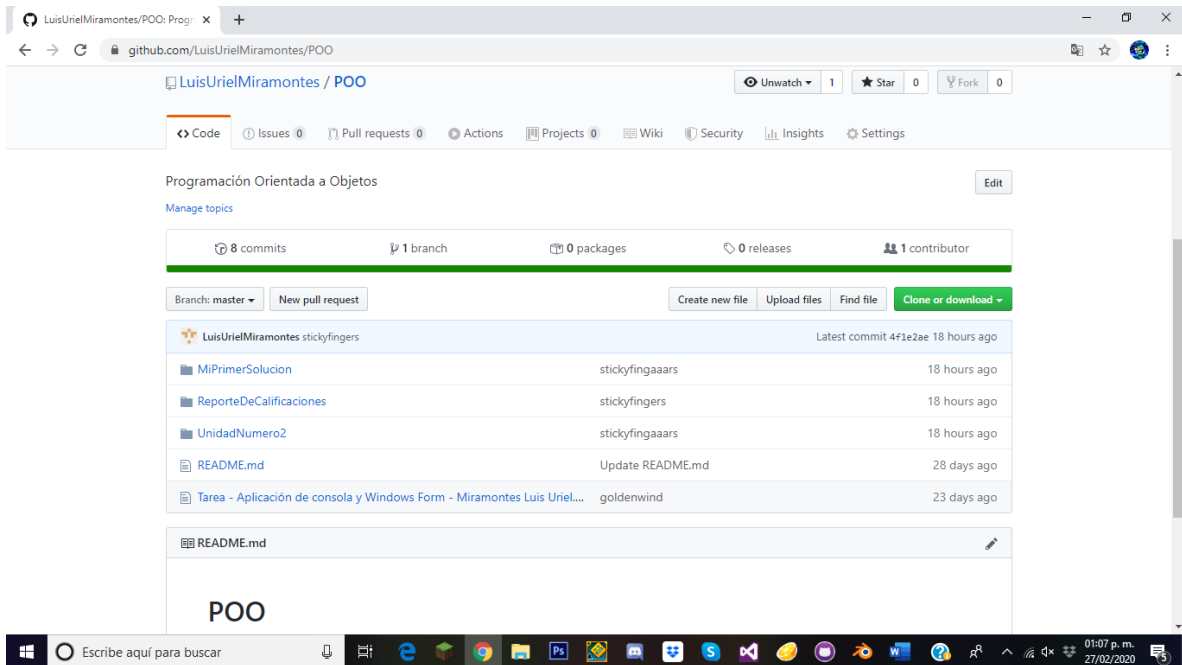 LuisUrielMiramontes/POO: Progr
github.com/LuisUrielMiramontes/POO
LuisUrielMiramontes / POO
Unwatch 1 Star 0 Fork 0
Code Issues 0 Pull requests 0 Actions Projects 0 Wiki Security Insights Settings
Programación Orientada a Objetos Edit
Manage topics
8 commits 1 branch 0 packages 0 releases 1 contributor
Branch: master New pull request Create new file Upload files Find file Clone or download
LuisUrielMiramontes stickyfingers Latest commit 4f1e2ae 18 hours ago
MiPrimerSolucion stickyfingaaars 18 hours ago
ReporteDeCalificaciones stickyfingers 18 hours ago
UnidadNumero2 stickyfingaaars 18 hours ago
README.md Update README.md 28 days ago
Tarea - Aplicación de consola y Windows Form - Miramontes Luis Uriel.... goldenwind 23 days ago
README.md
POO
Escribe aquí para buscar Ps S W 01:07 p. m.
27/02/2020 5